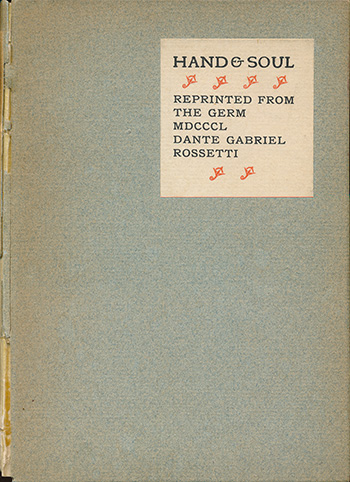 HAND & SOUL
REPRINTED FROM
THE GERM
MDCCCL
DANTE GABRIEL
ROSSETTI